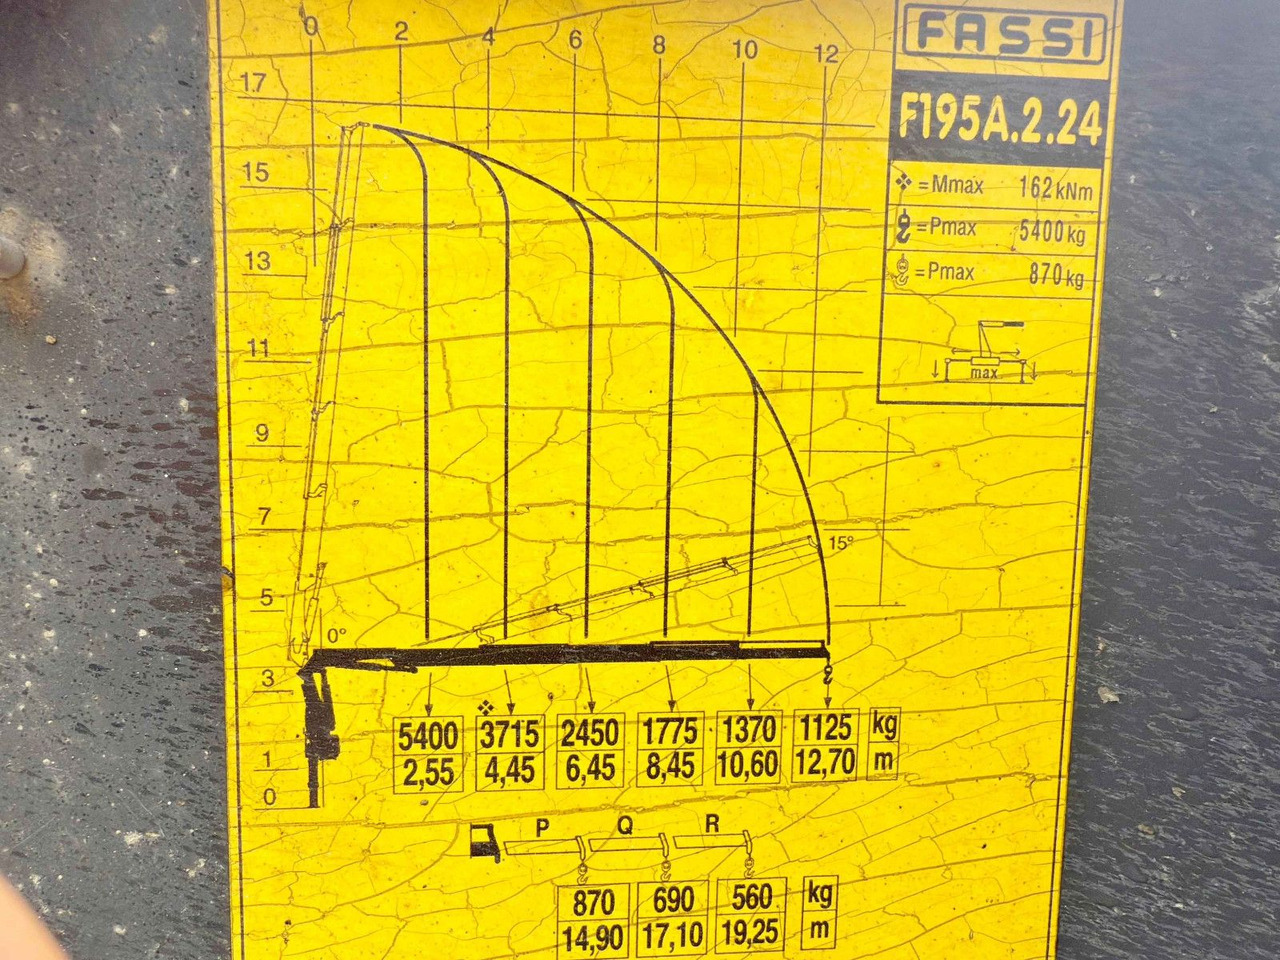 0 2 4 6 8 10 12
FASSI
F195A.2.24
= Mmax 162 kNm
= Pmax 5400 kg
= Pmax 870 kg
max
17
15
13
11
9
7
5
3
1
0
15°
0°
5400 3715 2450 1775 1370 1125 kg
2,55 4,45 6,45 8,45 10,60 12,70 m
P Q R
870 690 560 kg
14,90 17,10 19,25 m